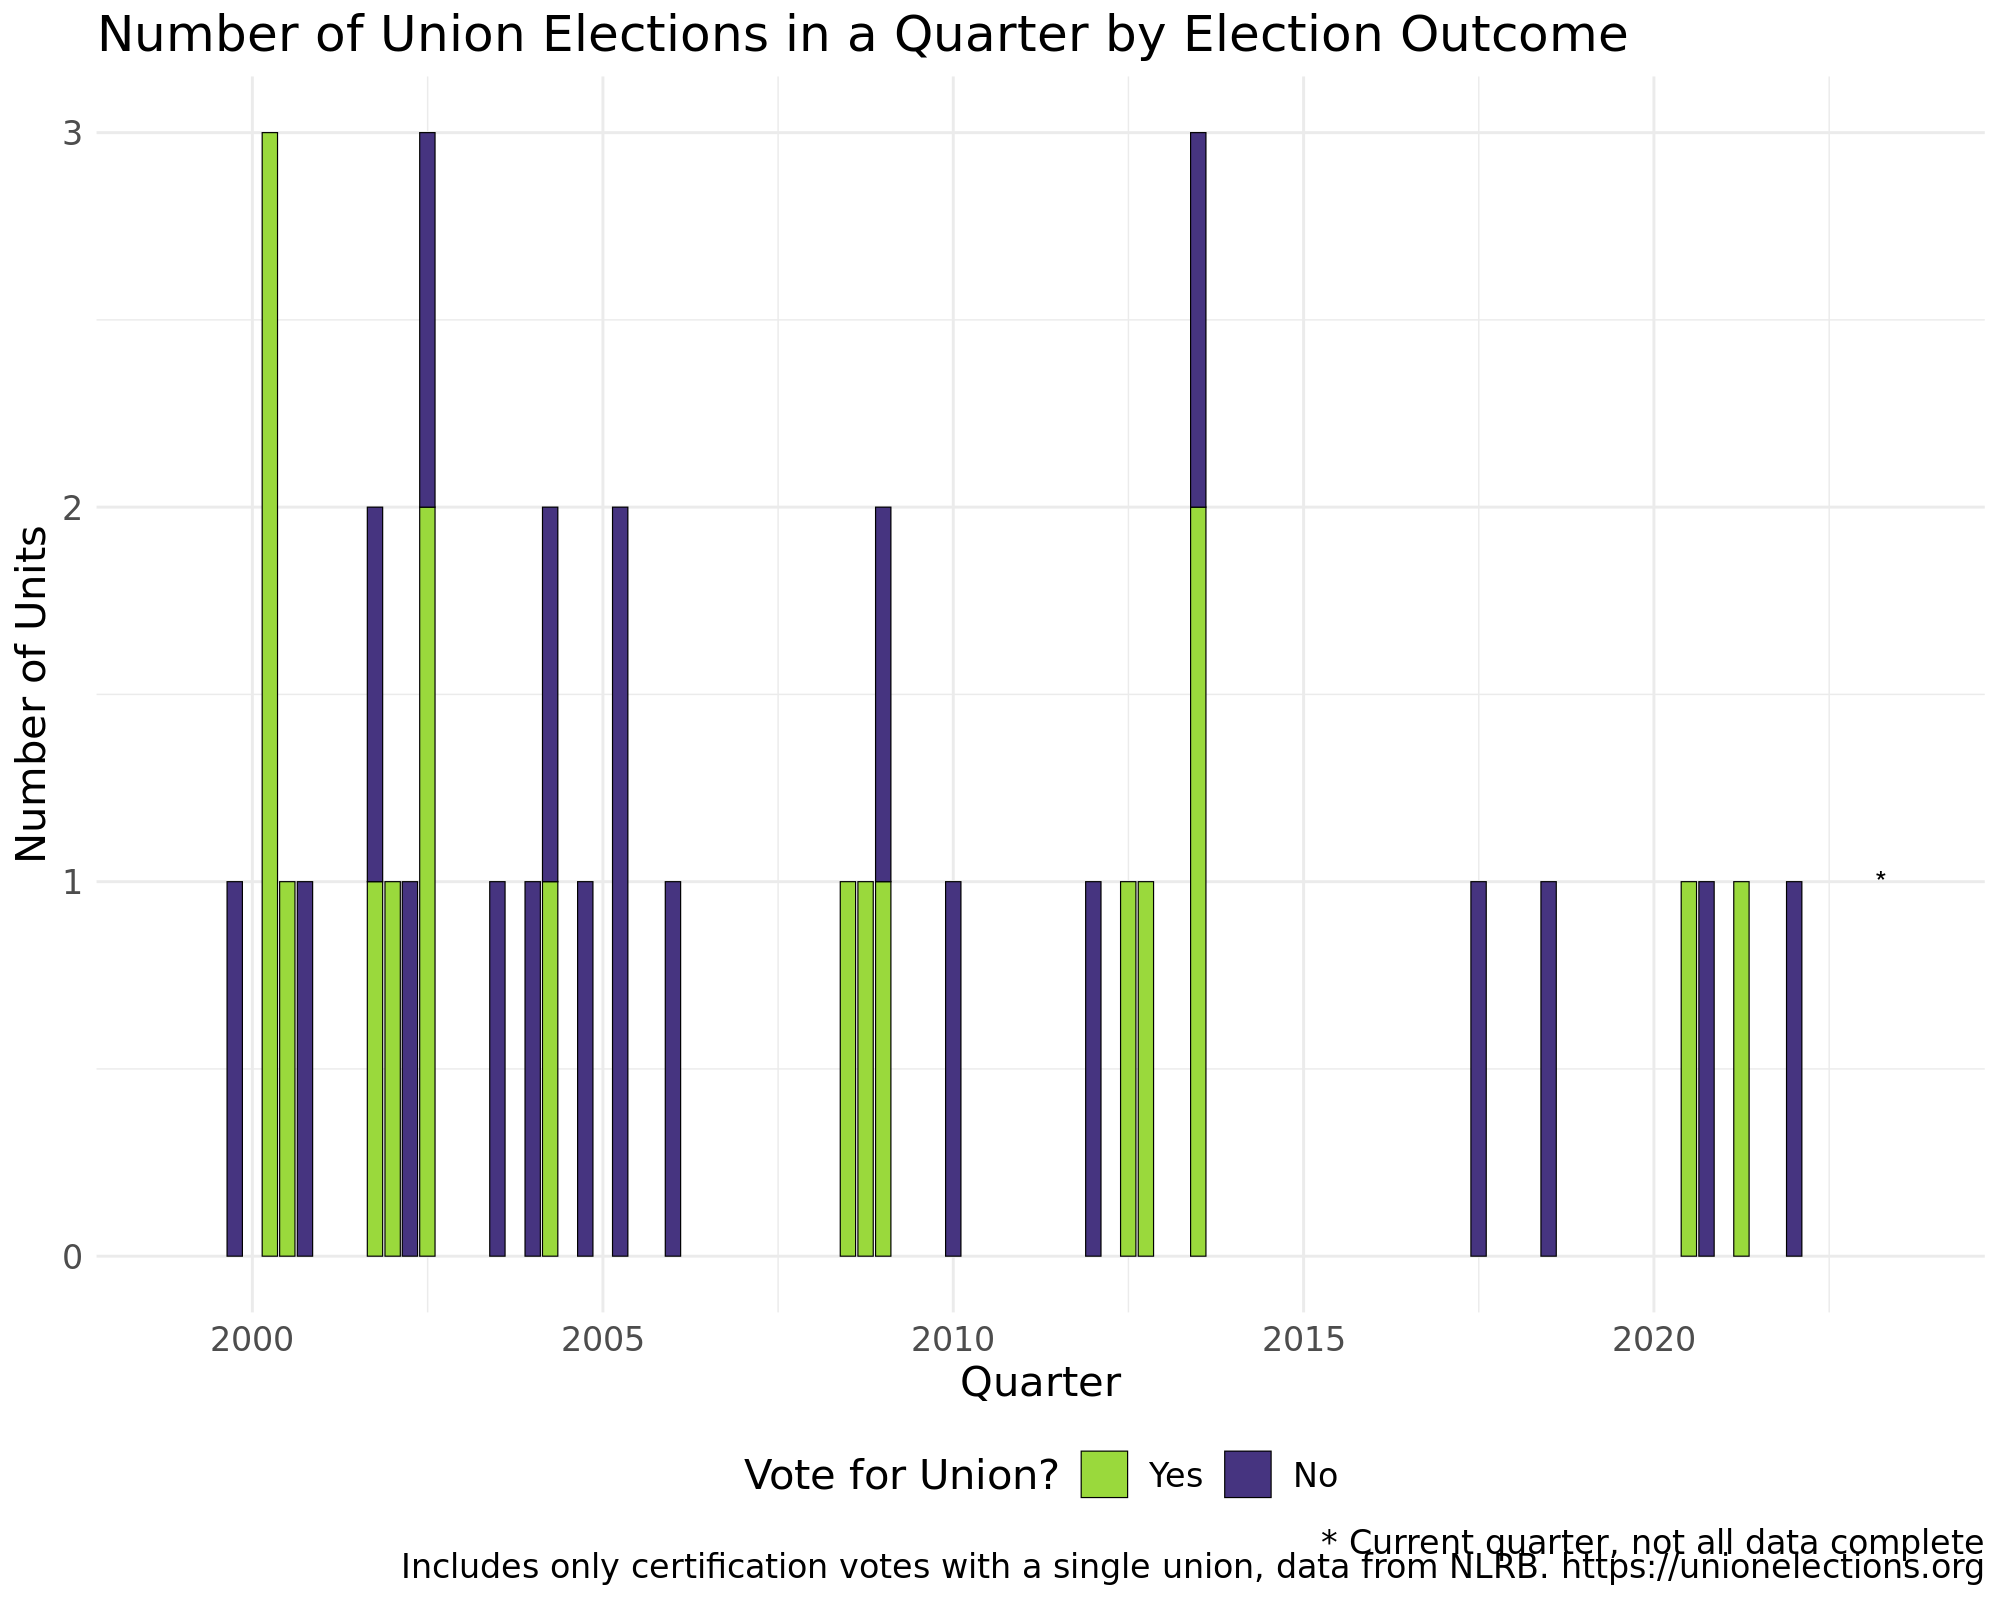 Number of Union Elections in a Quarter by Election Outcome
Number of Units
3
2
1
0
*
2000 2005 2010 2015 2020
Quarter
Vote for Union? Yes No
* Current quarter, not all data complete
Includes only certification votes with a single union, data from NLRB. https://unionelections.org